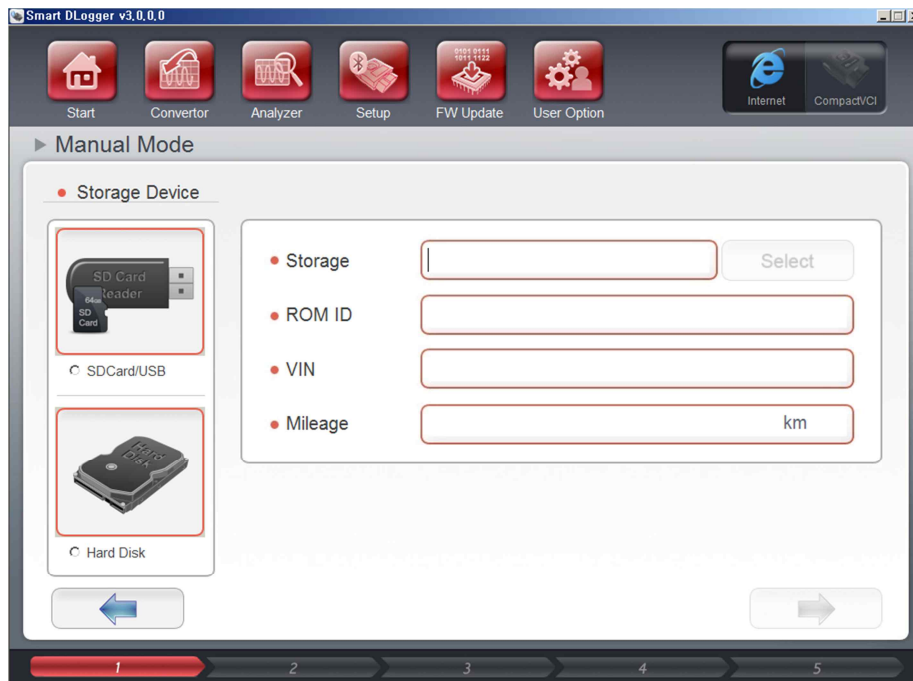 Smart DLogger v3,0,0,0
0101 0111
1011 1122
Start
Convertor
Analyzer
Setup
FW Update
User Option
Internet
CompactVCI
Manual Mode
Storage Device
SD Card
Reader
64GB
SD
Card
SDCard/USB
Hard
Disk
Hard Disk
Storage
Select
ROM ID
VIN
Mileage
km
1
2
3
4
5